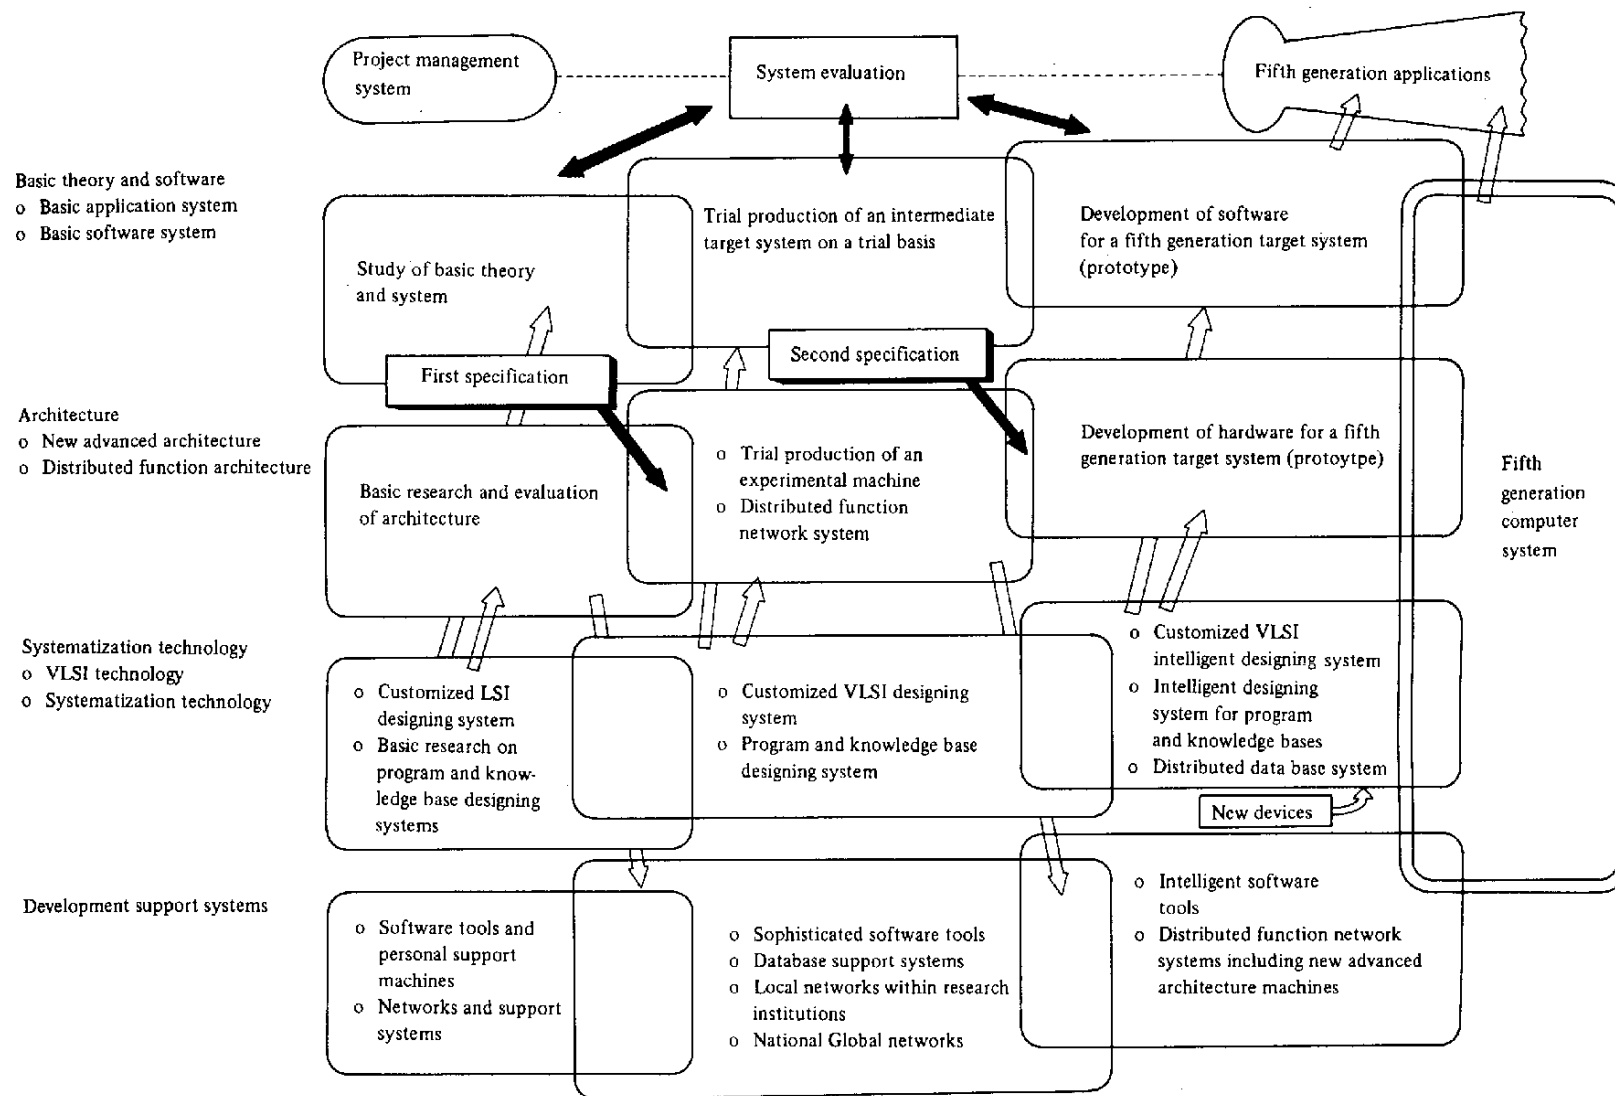 Project management
system
System evaluation
Fifth generation applications
Basic theory and software
o Basic application system
o Basic software system
Study of basic theory
and system
Trial production of an intermediate
target system on a trial basis
Development of software
for a fifth generation target system
(prototype)
First specification
Second specification
Architecture
o New advanced architecture
o Distributed function architecture
Basic research and evaluation
of architecture
o Trial production of an
experimental machine
o Distributed function
network system
Development of hardware for a fifth
generation target system (protoytpe)
Fifth
generation
computer
system
Systematization technology
o VLSI technology
o Systematization technology
o Customized LSI
designing system
o Basic research on
program and know-
ledge base designing
systems
o Customized VLSI designing
system
o Program and knowledge base
designing system
o Customized VLSI
intelligent designing system
o Intelligent designing
system for program
and knowledge bases
o Distributed data base system
New devices
Development support systems
o Software tools and
personal support
machines
o Networks and support
systems
o Sophisticated software tools
o Database support systems
o Local networks within research
institutions
o National Global networks
o Intelligent software
tools
o Distributed function network
systems including new advanced
architecture machines